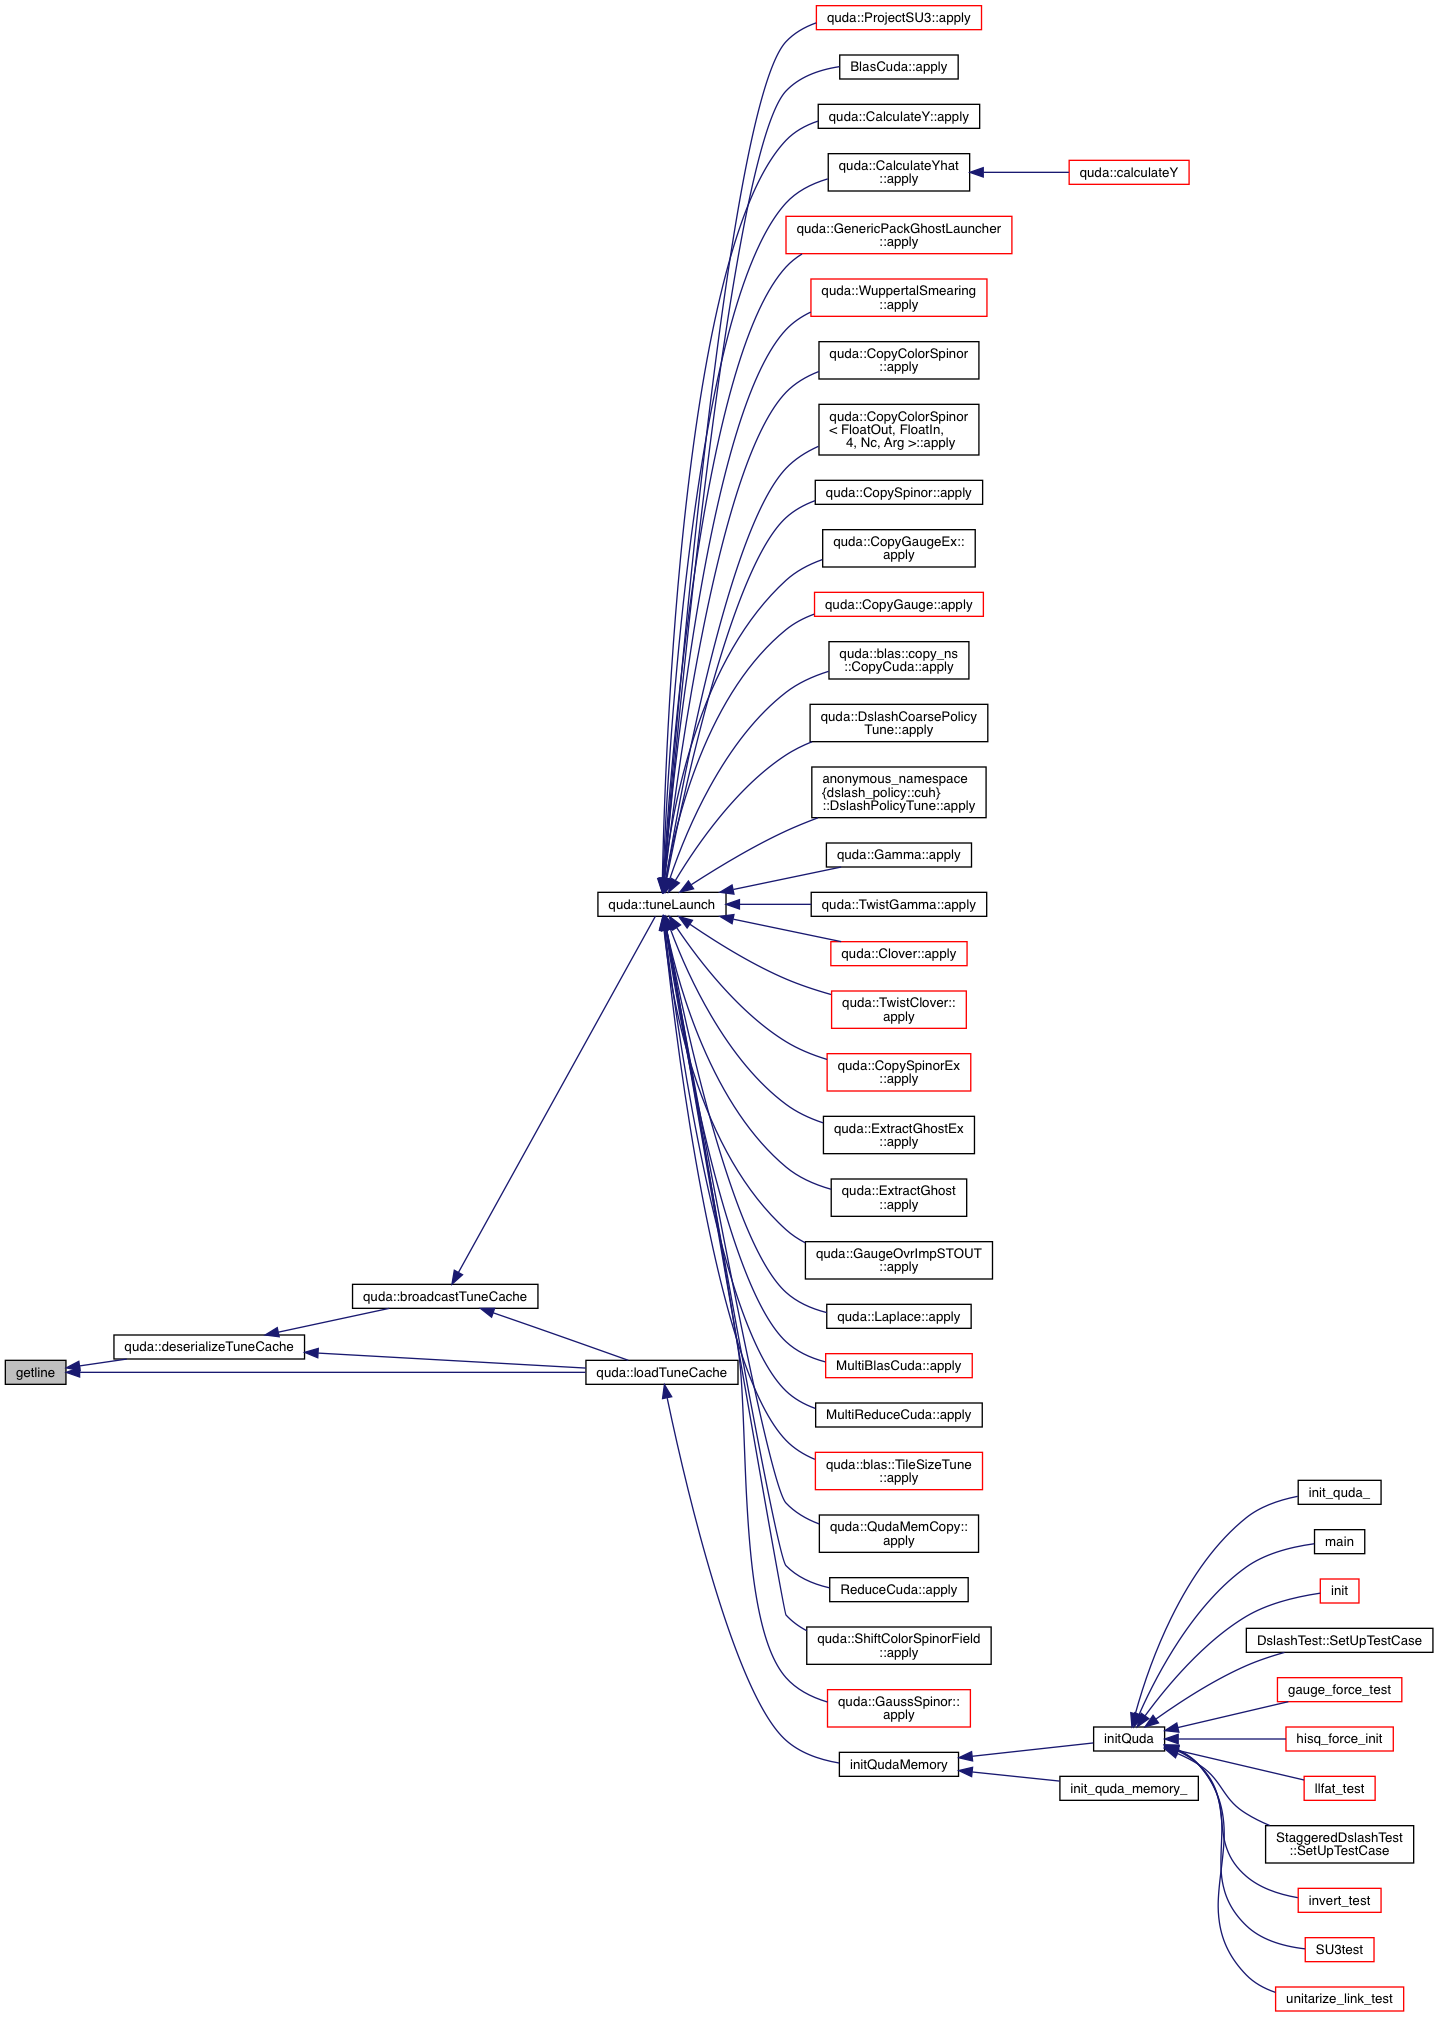 quda::ProjectSU3::apply
BlasCuda::apply
quda::CalculateY::apply
quda::CalculateYhat
::apply
quda::calculateY
quda::GenericPackGhostLauncher
::apply
quda::WuppertalSmearing
::apply
quda::CopyColorSpinor
::apply
quda::CopyColorSpinor
< FloatOut, FloatIn,
4, Nc, Arg >::apply
quda::CopySpinor::apply
quda::CopyGaugeEx::
apply
quda::CopyGauge::apply
quda::blas::copy_ns
::CopyCuda::apply
quda::DslashCoarsePolicy
Tune::apply
anonymous_namespace
{dslash_policy::cuh}
::DslashPolicyTune::apply
quda::Gamma::apply
quda::tuneLaunch
quda::TwistGamma::apply
quda::Clover::apply
quda::TwistClover::
apply
quda::CopySpinorEx
::apply
quda::ExtractGhostEx
::apply
quda::ExtractGhost
::apply
quda::GaugeOvrImpSTOUT
::apply
quda::broadcastTuneCache
quda::Laplace::apply
quda::deserializeTuneCache
getline
quda::loadTuneCache
MultiBlasCuda::apply
MultiReduceCuda::apply
quda::blas::TileSizeTune
::apply
quda::QudaMemCopy::
apply
ReduceCuda::apply
quda::ShiftColorSpinorField
::apply
quda::GaussSpinor::
apply
initQudaMemory
init_quda_
main
init
DslashTest::SetUpTestCase
gauge_force_test
initQuda
hisq_force_init
init_quda_memory_
llfat_test
StaggeredDslashTest
::SetUpTestCase
invert_test
SU3test
unitarize_link_test